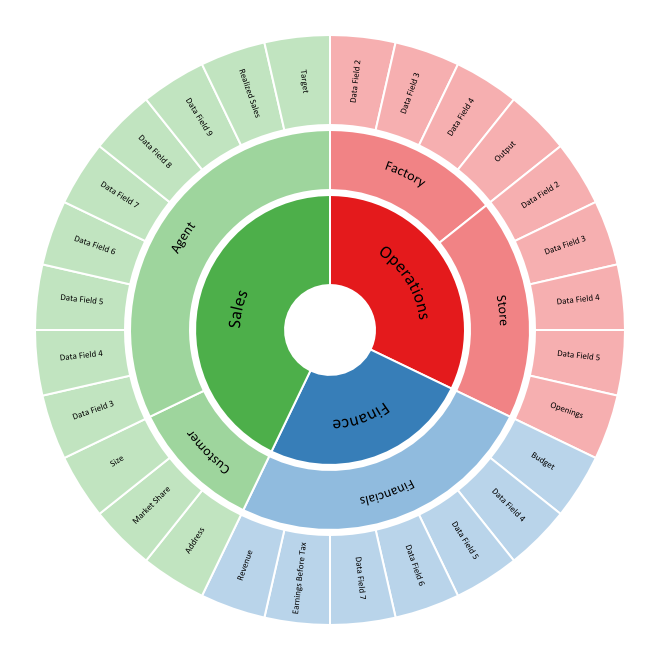 Operations
Finance
Sales
Factory
Store
Financials
Customer
Agent
Data Field 2
Data Field 3
Data Field 4
Output
Data Field 2
Data Field 3
Data Field 4
Data Field 5
Openings
Budget
Data Field 4
Data Field 5
Data Field 6
Data Field 7
Earnings Before Tax
Revenue
Address
Market Share
Size
Data Field 3
Data Field 4
Data Field 5
Data Field 6
Data Field 7
Data Field 8
Data Field 9
Realized Sales
Target